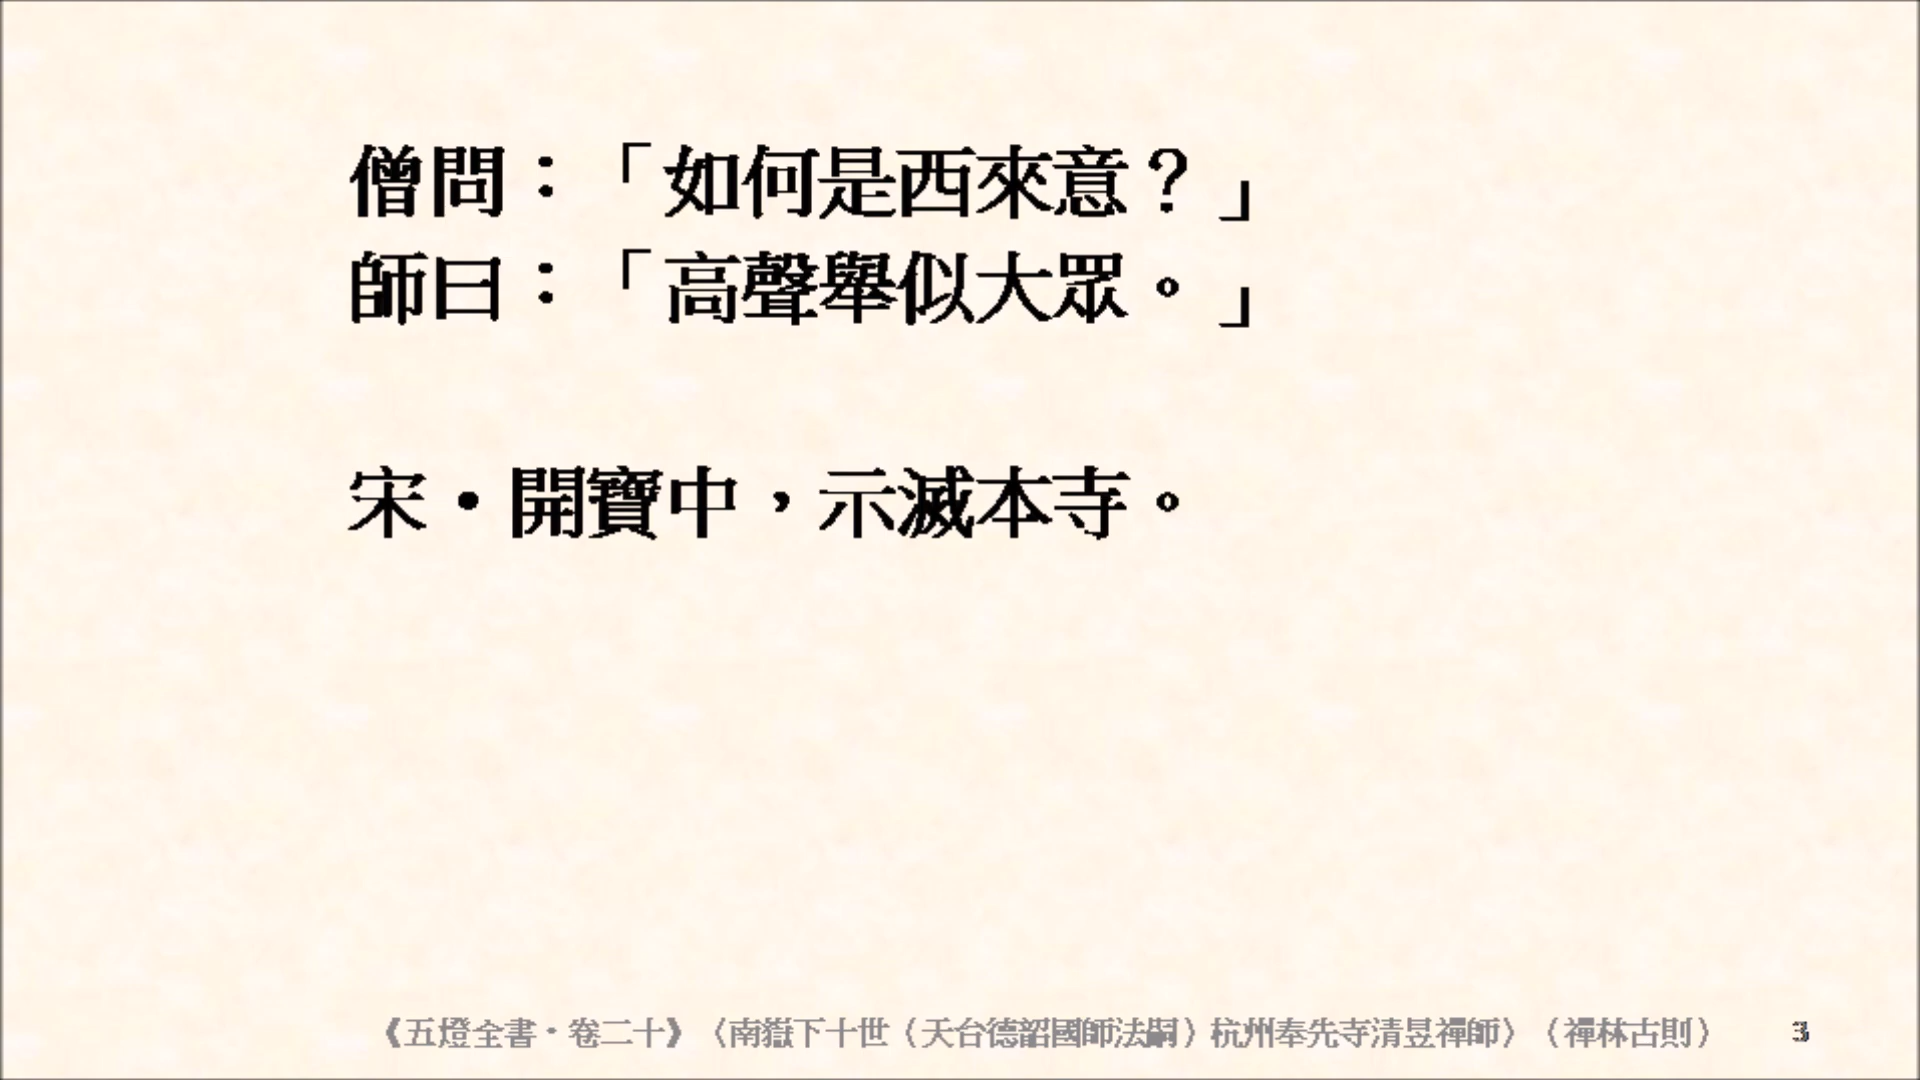 僧問：「如何是西來意？」
師曰：「高聲舉似大眾。」
宋•開寶中，示滅本寺。
《五燈全書•卷二十》〈南嶽下十世（天台德韶國師法嗣）杭州奉先寺清昱禪師〉（禪林古則） 3